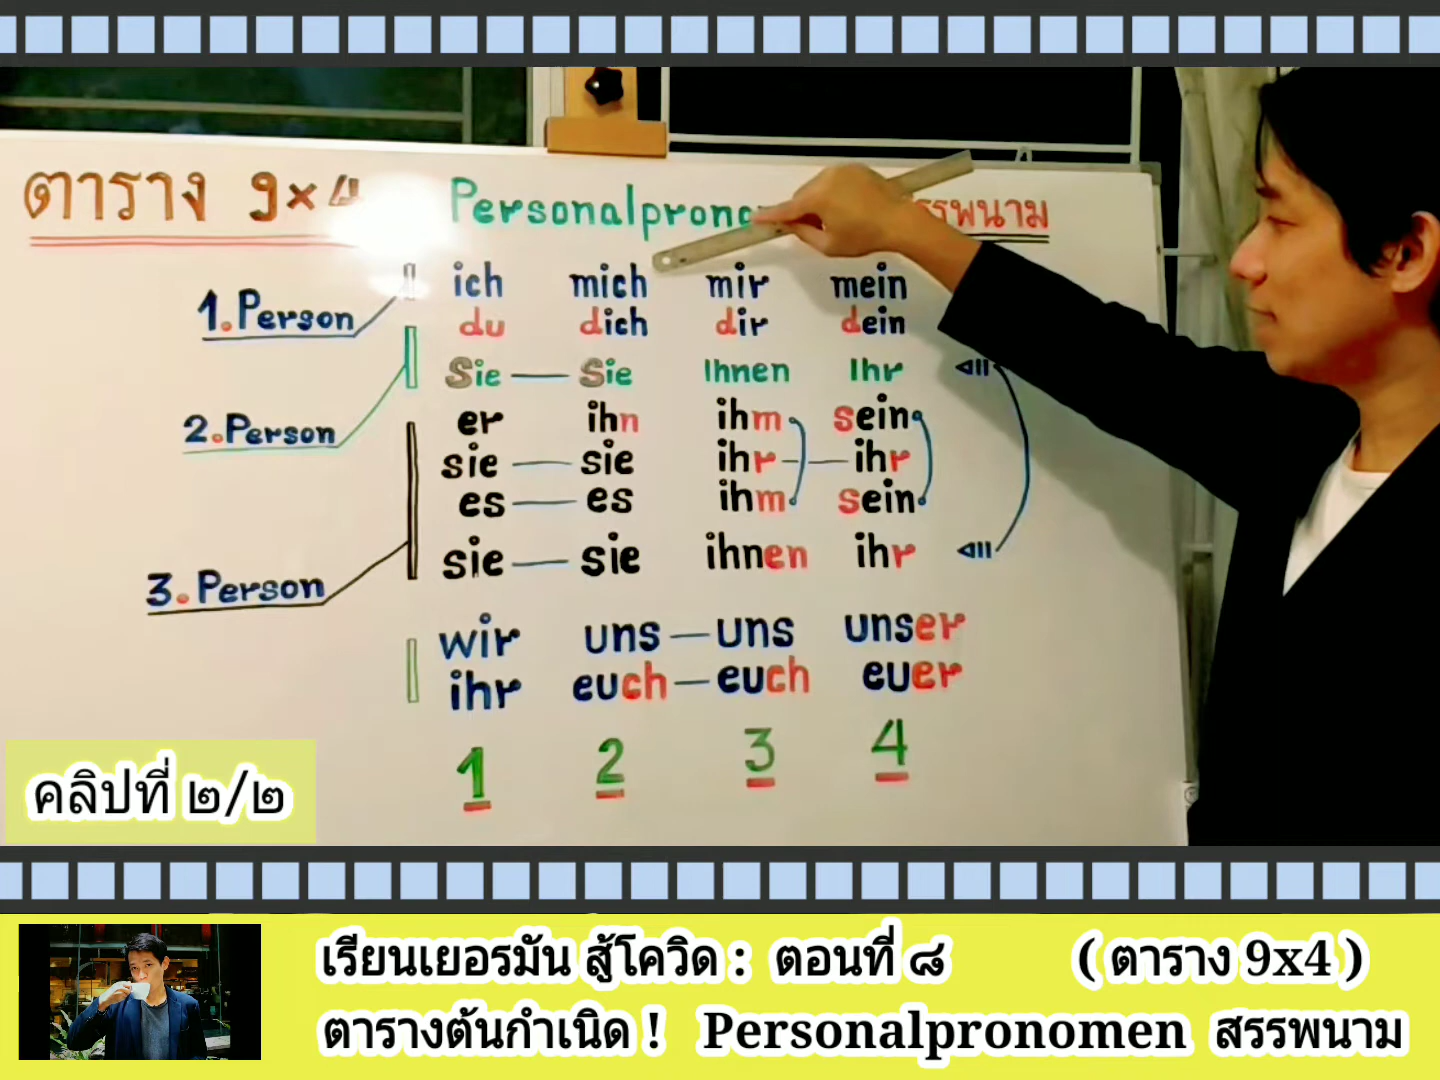 ตาราง 9×4 Personalprono รรพนาม
1.Person
2.Person
3.Person
ich mich mir mein
du dich dir dein
Sie — Sie Ihnen Ihr
er ihn ihm sein
sie — sie ihr — ihr
es — es ihm sein
sie — sie ihnen ihr
wir uns — uns unser
ihr euch — euch euer
1 2 3 4
คลิปที่ ๒/๒
เรียนเยอรมัน สู้โควิด : ตอนที่ ๘ ( ตาราง 9x4 )
ตารางต้นกำเนิด ! Personalpronomen สรรพนาม